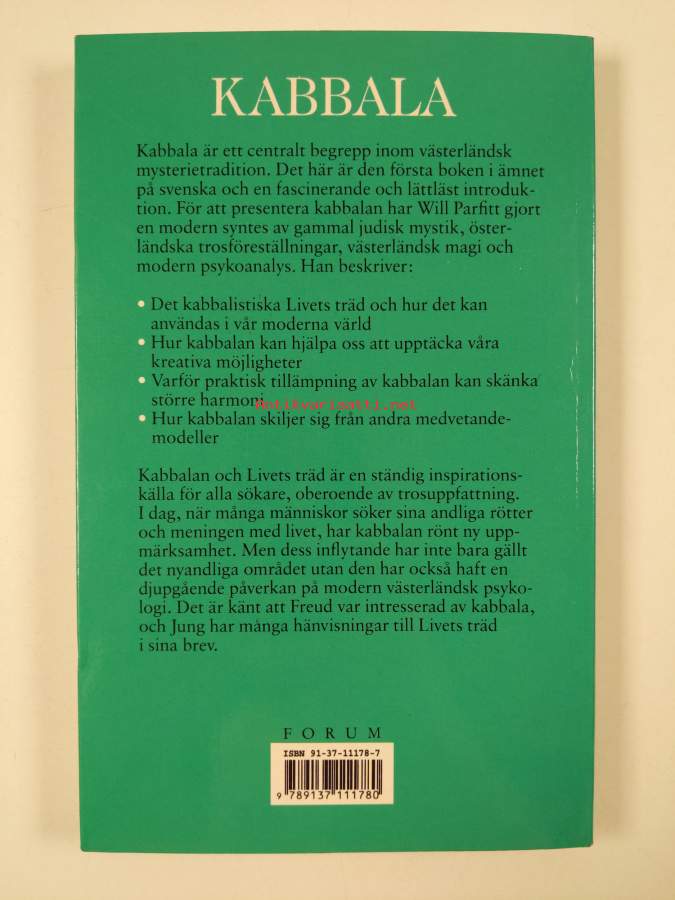 KABBALA
Kabbala är ett centralt begrepp inom västerländsk
mysterietradition. Det här är den första boken i ämnet
på svenska och en fascinerande och lättläst introduk-
tion. För att presentera kabbalan har Will Parfitt gjort
en modern syntes av gammal judisk mystik, öster-
ländska trosföreställningar, västerländsk magi och
modern psykoanalys. Han beskriver:
• Det kabbalistiska Livets träd och hur det kan
användas i vår moderna värld
• Hur kabbalan kan hjälpa oss att upptäcka våra
kreativa möjligheter
• Varför praktisk tillämpning av kabbalan kan skänka
större harmoni
Antikvarisatti.net
• Hur kabbalan skiljer sig från andra medvetande-
modeller
Kabbalan och Livets träd är en ständig inspirations-
källa för alla sökare, oberoende av trosuppfattning.
I dag, när många människor söker sina andliga rötter
och meningen med livet, har kabbalan rönt ny upp-
märksamhet. Men dess inflytande har inte bara gällt
det nyandliga området utan den har också haft en
djupgående påverkan på modern västerländsk psyko-
logi. Det är känt att Freud var intresserad av kabbala,
och Jung har många hänvisningar till Livets träd
i sina brev.
FORUM
ISBN 91-37-11178-7
9 789137 111780